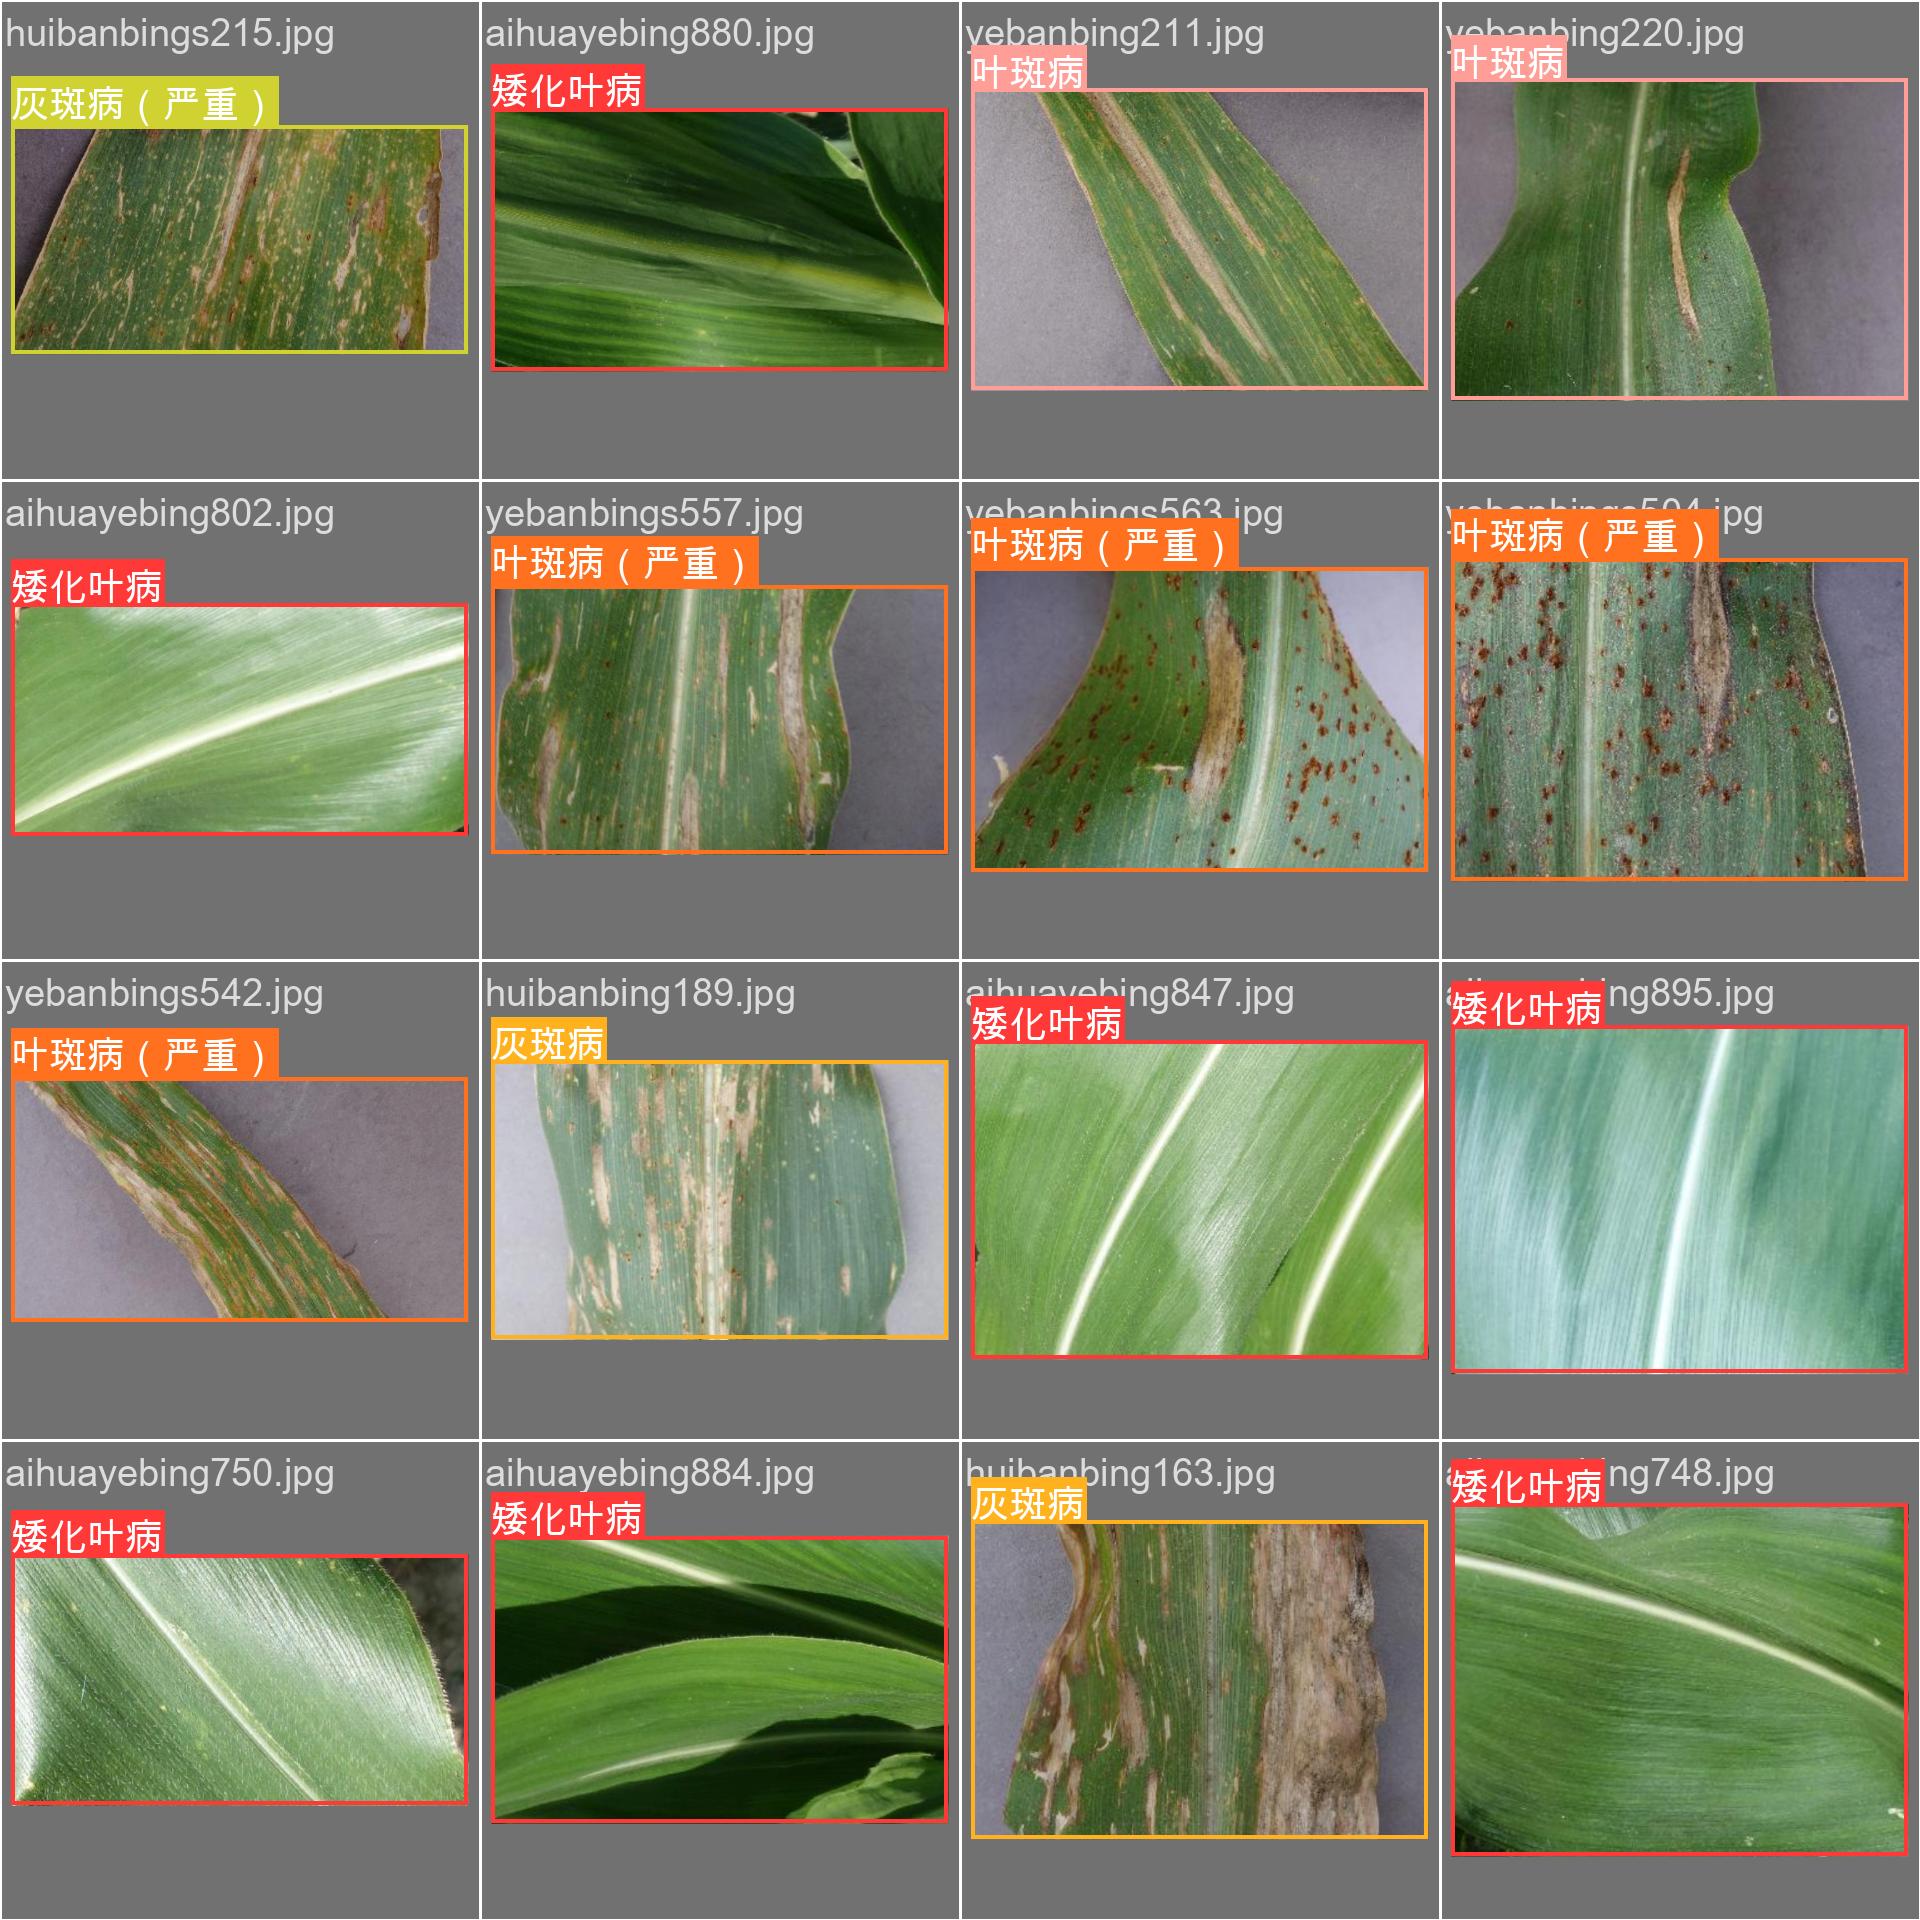 huibanbings215.jpg
灰斑病（严重）
aihuayebing880.jpg
矮化叶病
yebanbing211.jpg
叶斑病
yebanbing220.jpg
叶斑病
aihuayebing802.jpg
矮化叶病
yebanbings557.jpg
叶斑病（严重）
yebanbings563.jpg
叶斑病（严重）
叶斑病（严重）
yebanbings542.jpg
叶斑病（严重）
huibanbing189.jpg
灰斑病
aihuayebing847.jpg
矮化叶病
ng895.jpg
矮化叶病
aihuayebing750.jpg
矮化叶病
aihuayebing884.jpg
矮化叶病
huibanbing163.jpg
灰斑病
ng748.jpg
矮化叶病